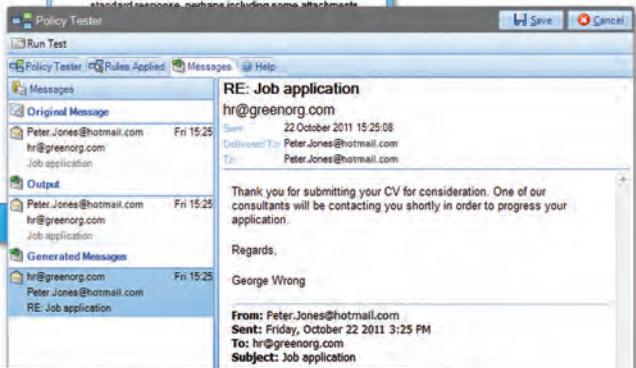 standard response, perhaps including some attachments
Policy Tester
Save
Cancel
Run Test
Policy Tester Rules Applied Messages Help
Messages
Original Message
Peter.Jones@hotmail.com Fri 15:25
hr@greenorg.com
Job application
Output
Peter.Jones@hotmail.com Fri 15:25
hr@greenorg.com
Job application
Generated Messages
hr@greenorg.com Fri 15:25
Peter.Jones@hotmail.com
RE: Job application
RE: Job application
hr@greenorg.com
Sent: 22 October 2011 15:25:08
Delivered To: Peter.Jones@hotmail.com
To: Peter.Jones@hotmail.com
Thank you for submitting your CV for consideration. One of our
consultants will be contacting you shortly in order to progress your
application.
Regards,
George Wrong
From: Peter.Jones@hotmail.com
Sent: Friday, October 22 2011 3:25 PM
To: hr@greenorg.com
Subject: Job application